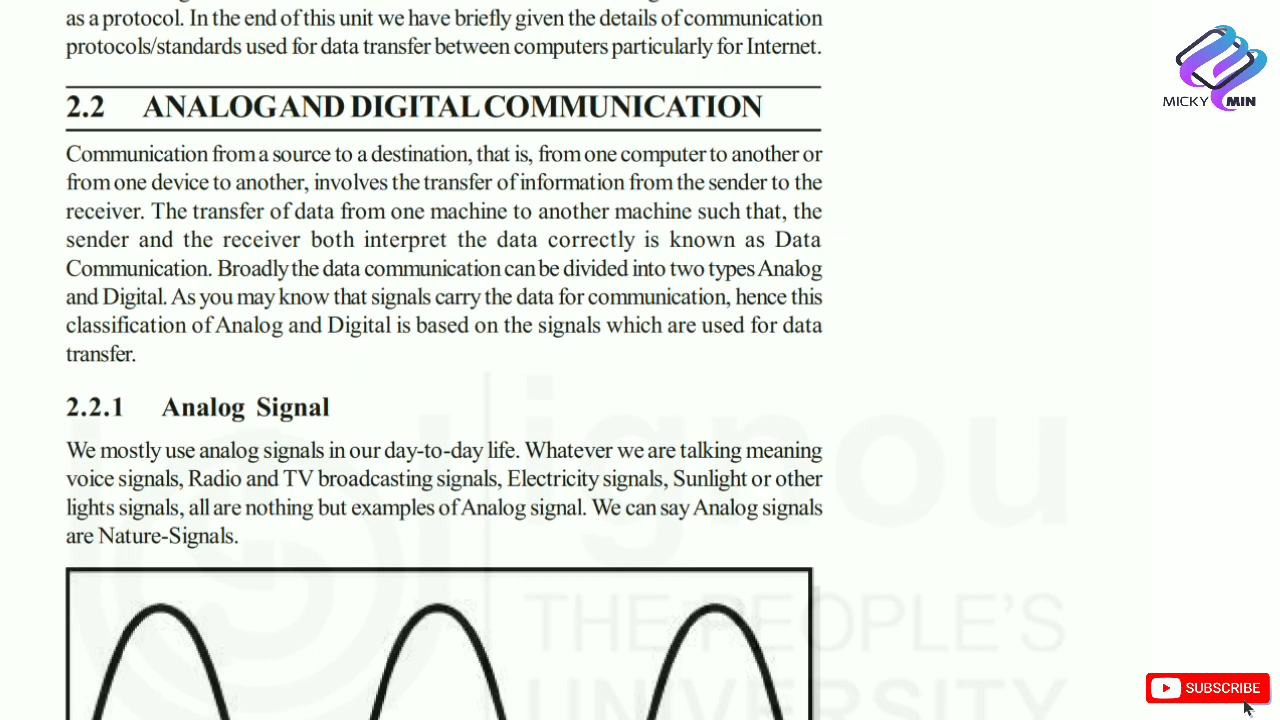 as a protocol. In the end of this unit we have briefly given the details of communication
protocols/standards used for data transfer between computers particularly for Internet.
MICKY MIN
2.2 ANALOG AND DIGITAL COMMUNICATION
Communication from a source to a destination, that is, from one computer to another or
from one device to another, involves the transfer of information from the sender to the
receiver. The transfer of data from one machine to another machine such that, the
sender and the receiver both interpret the data correctly is known as Data
Communication. Broadly the data communication can be divided into two types Analog
and Digital. As you may know that signals carry the data for communication, hence this
classification of Analog and Digital is based on the signals which are used for data
transfer.
2.2.1 Analog Signal
We mostly use analog signals in our day-to-day life. Whatever we are talking meaning
voice signals, Radio and TV broadcasting signals, Electricity signals, Sunlight or other
lights signals, all are nothing but examples of Analog signal. We can say Analog signals
are Nature-Signals.
ignou
THE PEOPLE'S
UNIVERSITY
SUBSCRIBE